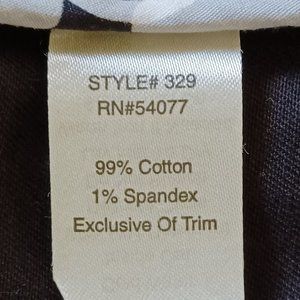 STYLE# 329
RN#54077
99% Cotton
1% Spandex
Exclusive Of Trim